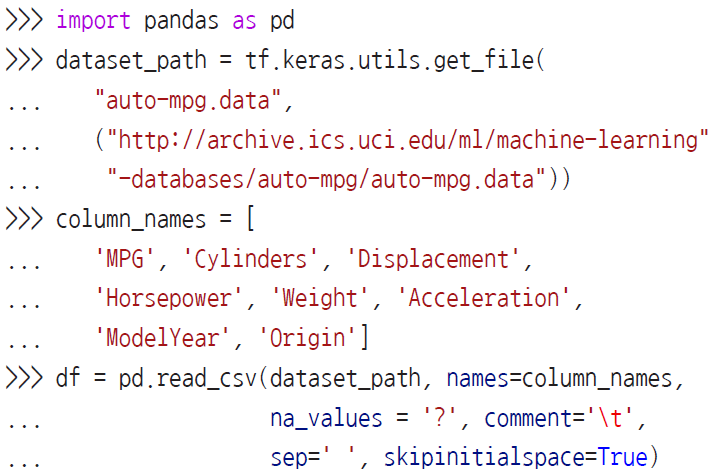 >>> import pandas as pd
>>> dataset_path = tf.keras.utils.get_file(
...    "auto-mpg.data",
...    ("http://archive.ics.uci.edu/ml/machine-learning"
...     "-databases/auto-mpg/auto-mpg.data"))
>>> column_names = [
...    'MPG', 'Cylinders', 'Displacement',
...    'Horsepower', 'Weight', 'Acceleration',
...    'ModelYear', 'Origin']
>>> df = pd.read_csv(dataset_path, names=column_names,
...                  na_values = '?', comment='\t',
...                  sep=' ', skipinitialspace=True)